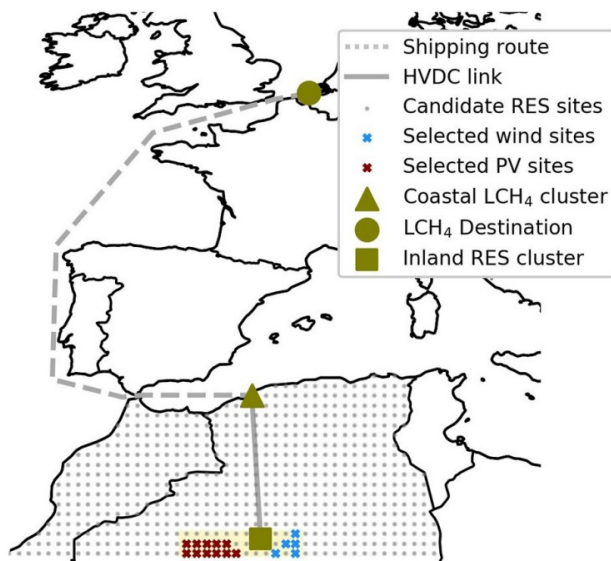 Shipping route
HVDC link
Candidate RES sites
Selected wind sites
Selected PV sites
Coastal LCH₄ cluster
LCH₄ Destination
Inland RES cluster